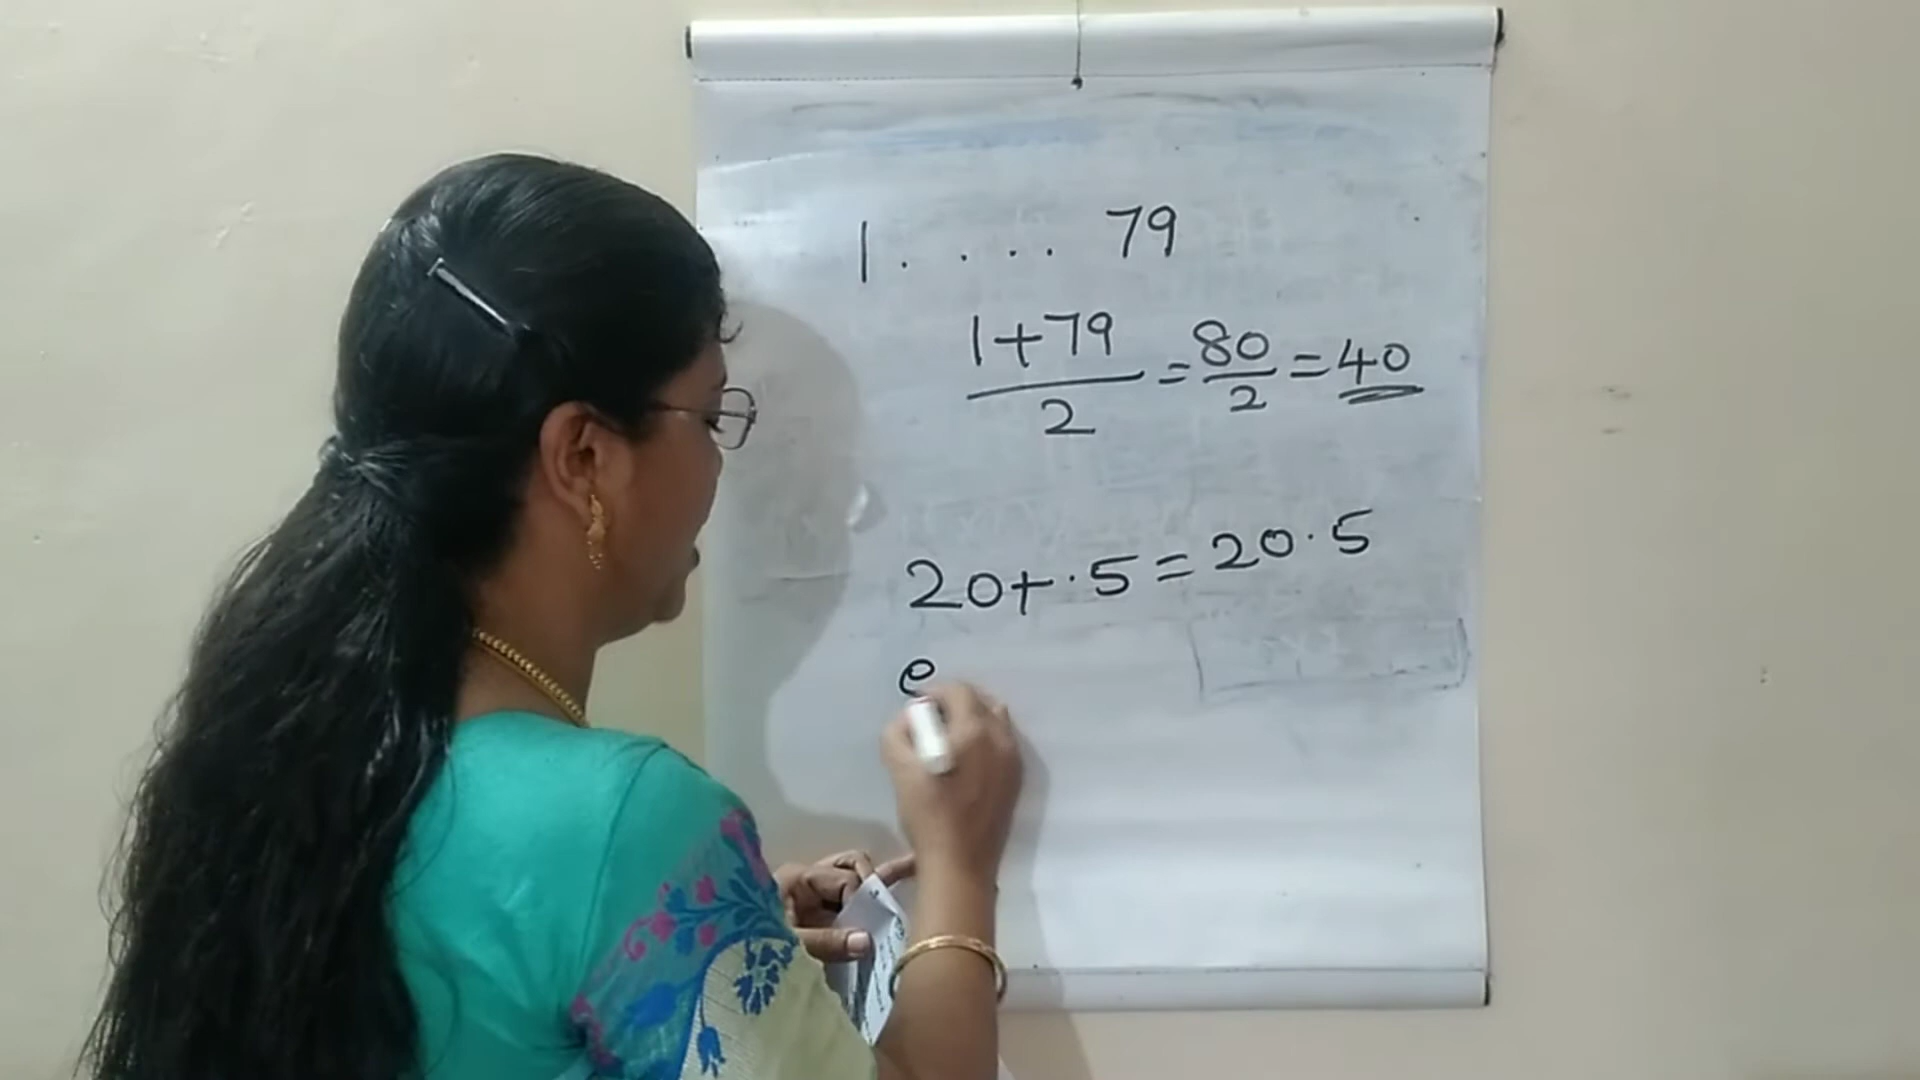 1 . . . . . 79
1+79/2 = 80/2 = 40
20+.5=20.5
e